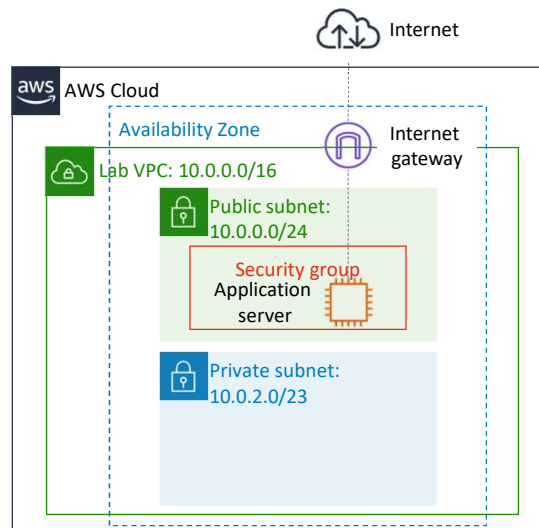 Internet
aws
AWS Cloud
Availability Zone
Internet
gateway
Lab VPC: 10.0.0.0/16
Public subnet:
10.0.0.0/24
Security group
Application
server
Private subnet:
10.0.2.0/23